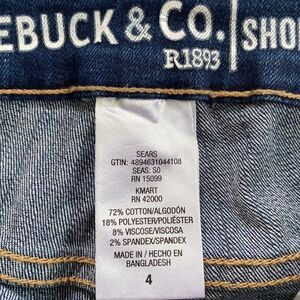 EBUCK & CO. SHO
R1893
SEARS
GTIN: 4894631044108
SEAS: S0
RN 15099
KMART
RN 42000
72% COTTON/ALGODÓN
18% POLYESTER/POLIÉSTER
8% VISCOSE/VISCOSA
2% SPANDEX/SPANDEX
MADE IN / HECHO EN
BANGLADESH
4